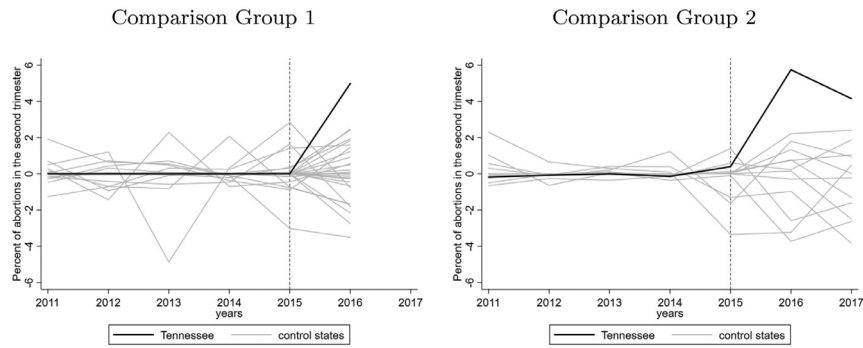 Comparison Group 1
Percent of abortions in the second trimester
6
4
2
0
-2
-4
-6
2011 2012 2013 2014 2015 2016 2017
years
Tennessee control states
Comparison Group 2
Percent of abortions in the second trimester
6
4
2
0
-2
-4
-6
2011 2012 2013 2014 2015 2016 2017
years
Tennessee control states